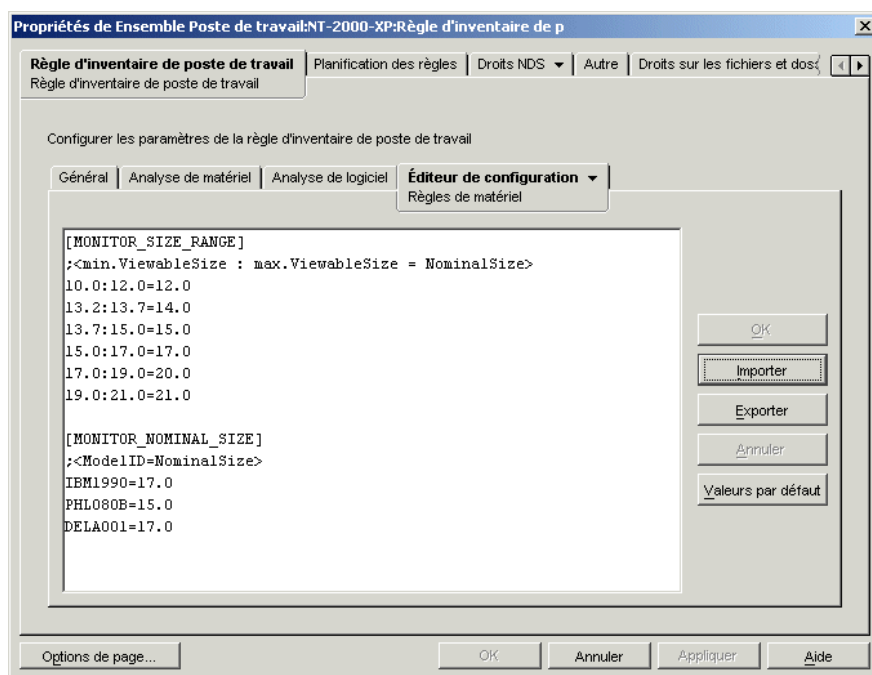 Propriétés de Ensemble Poste de travail:NT-2000-XP:Règle d'inventaire de p
Règle d'inventaire de poste de travail
Planification des règles
Droits NDS
Autre
Droits sur les fichiers et
Règle d'inventaire de poste de travail
Configurer les paramètres de la règle d'inventaire de poste de travail
Général
Analyse de matériel
Analyse de logiciel
Éditeur de configuration
Règles de matériel
[MONITOR_SIZE_RANGE]
;<min.ViewableSize : max.ViewableSize = NominalSize>
10.0:12.0=12.0
13.2:13.7=14.0
13.7:15.0=15.0
15.0:17.0=17.0
17.0:19.0=20.0
19.0:21.0=21.0
[MONITOR_NOMINAL_SIZE]
;<ModelID=NominalSize>
IBM1990=17.0
PHL080B=15.0
DELA001=17.0
OK
Importer
Exporter
Annuler
Valeurs par défaut
Options de page...
OK
Annuler
Appliquer
Aide